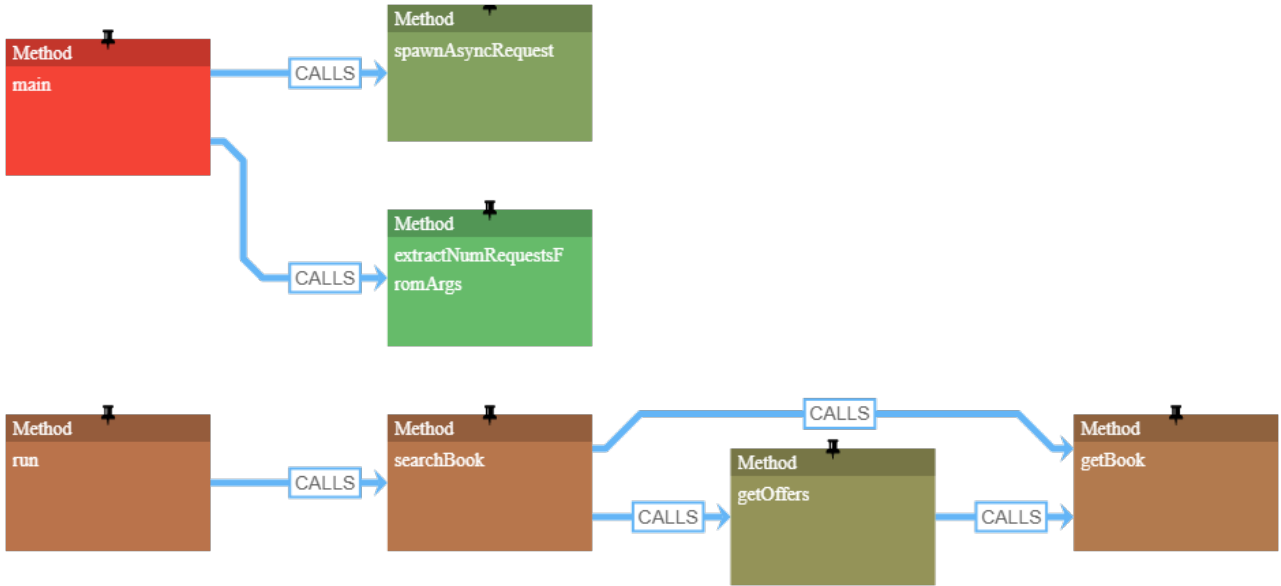 Method
main
CALLS
Method
spawnAsyncRequest
CALLS
Method
extractNumRequestsF
romArgs
Method
run
CALLS
Method
searchBook
CALLS
CALLS
Method
getOffers
CALLS
Method
getBook